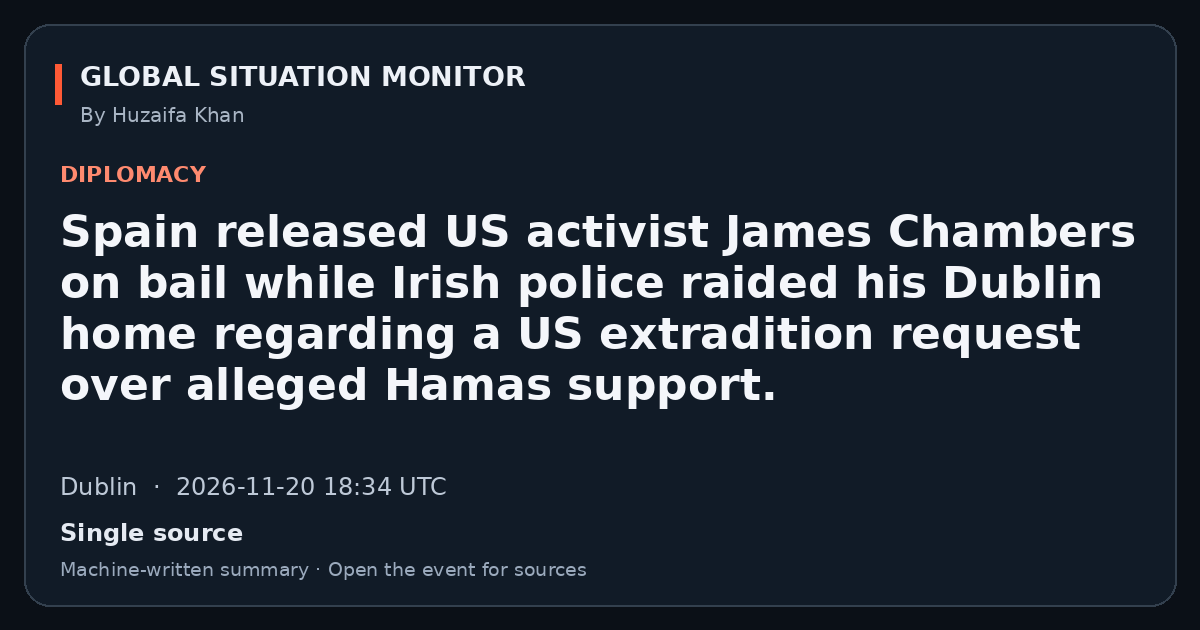 GLOBAL SITUATION MONITOR
By Huzaifa Khan
DIPLOMACY
Spain released US activist James Chambers
on bail while Irish police raided his Dublin
home regarding a US extradition request
over alleged Hamas support.
Dublin · 2026-11-20 18:34 UTC
Single source
Machine-written summary · Open the event for sources